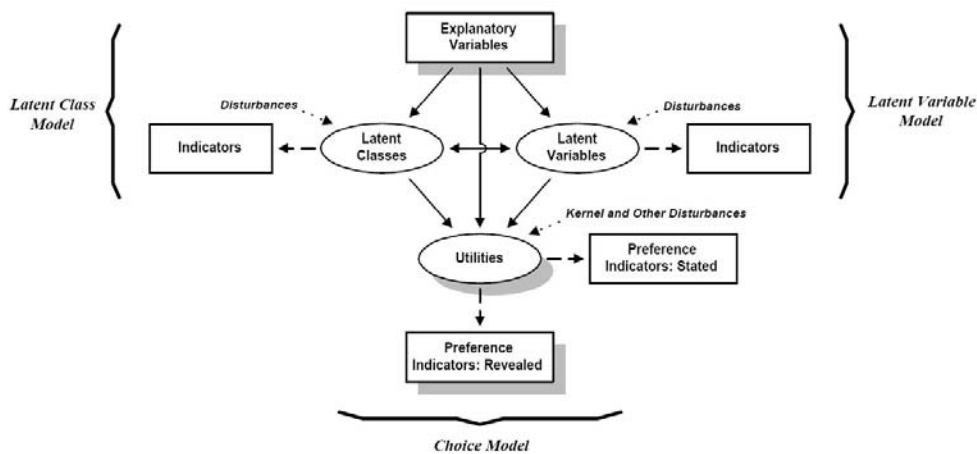 Explanatory
Variables
Latent Class
Model
Disturbances
Disturbances
Latent Variable
Model
Indicators
Latent
Classes
Latent
Variables
Indicators
Kernel and Other Disturbances
Utilities
Preference
Indicators: Stated
Preference
Indicators: Revealed
Choice Model